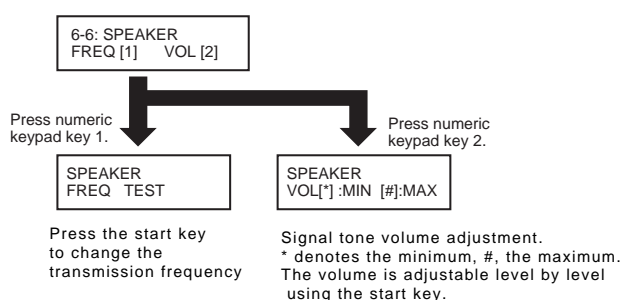 6-6: SPEAKER
FREQ [1] VOL [2]
Press numeric
keypad key 1.
Press numeric
keypad key 2.
SPEAKER
FREQ TEST
SPEAKER
VOL[*] :MIN [#]:MAX
Press the start key
to change the
transmission frequency
Signal tone volume adjustment.
* denotes the minimum, #, the maximum.
The volume is adjustable level by level
using the start key.